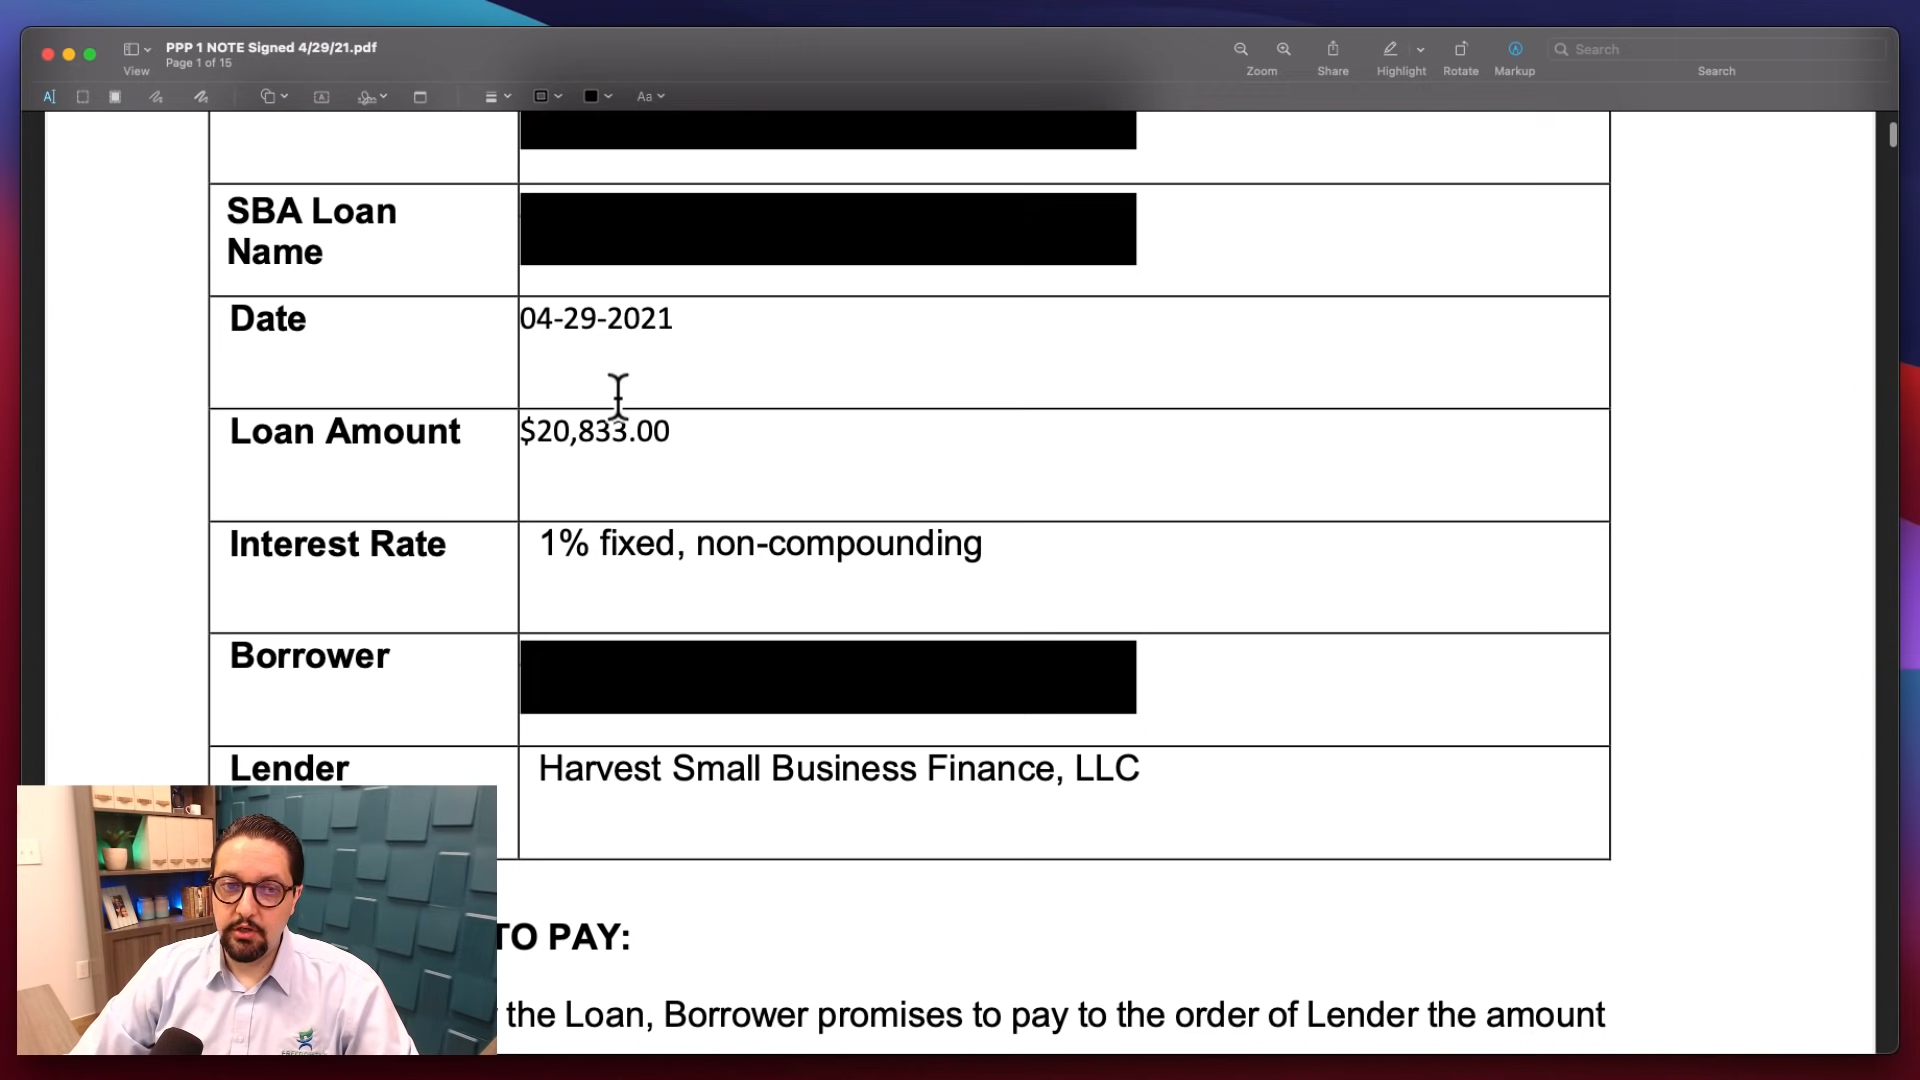 PPP 1 NOTE Signed 4/29/21.pdf
Page 1 of 15
View
Zoom
Share
Highlight
Rotate
Markup
Search
Search
AI
A
Aa
SBA Loan
Name
Date
04-29-2021
Loan Amount
$20,833.00
Interest Rate
1% fixed, non-compounding
Borrower
Lender
Harvest Small Business Finance, LLC
TO PAY:
the Loan, Borrower promises to pay to the order of Lender the amount